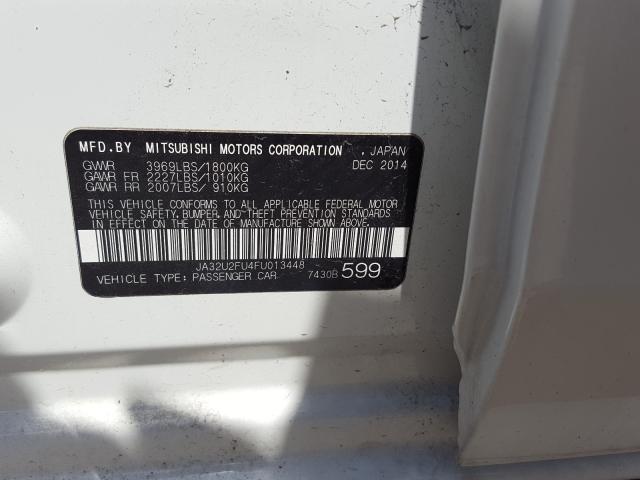 MFD.BY MITSUBISHI MOTORS CORPORATION , JAPAN
GVWR 3969LBS/1800KG DEC 2014
GAWR FR 2227LBS/1010KG
GAWR RR 2007LBS/ 910KG
THIS VEHICLE CONFORMS TO ALL APPLICABLE FEDERAL MOTOR
VEHICLE SAFETY, BUMPER, AND THEFT PREVENTION STANDARDS
IN EFFECT ON THE DATE OF MANUFACTURE SHOWN ABOVE.
JA32U2FU4FU013448
VEHICLE TYPE: PASSENGER CAR 7430B 599